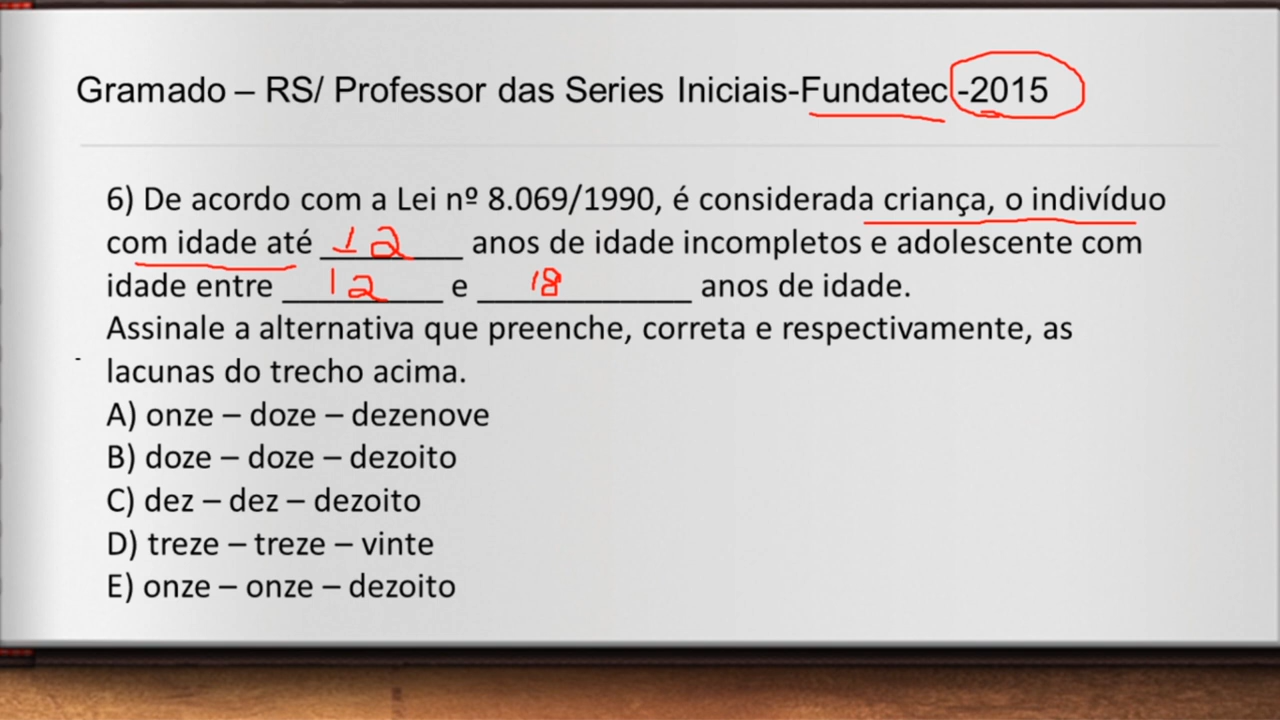 Gramado – RS/ Professor das Series Iniciais-Fundatec -2015
6) De acordo com a Lei nº 8.069/1990, é considerada criança, o indivíduo
com idade até 12 anos de idade incompletos e adolescente com
idade entre 12 e 18 anos de idade.
Assinale a alternativa que preenche, correta e respectivamente, as
lacunas do trecho acima.
A) onze – doze – dezenove
B) doze – doze – dezoito
C) dez – dez – dezoito
D) treze – treze – vinte
E) onze – onze – dezoito